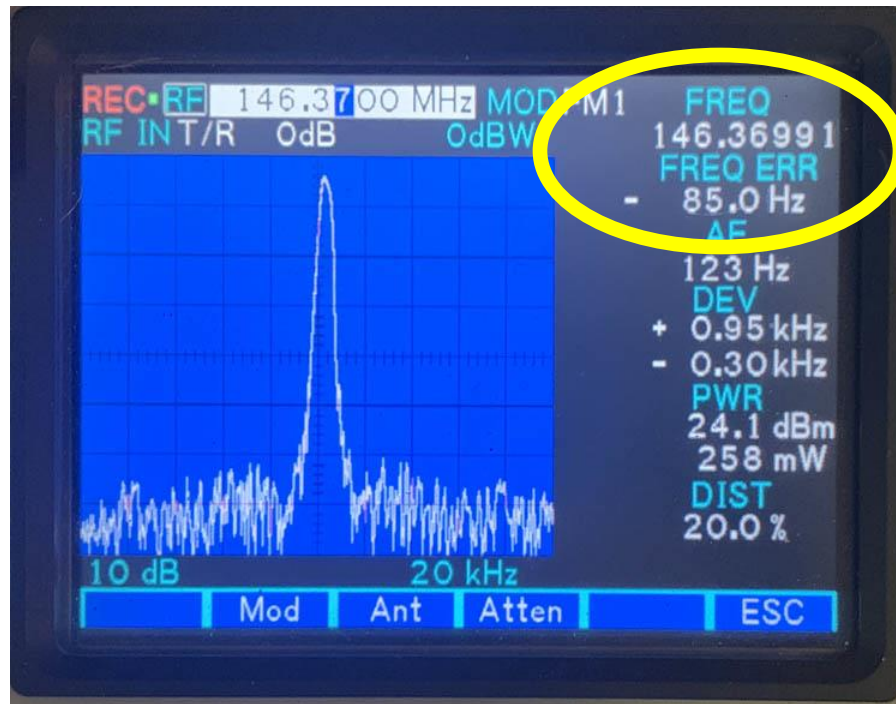 REC RF 146.3700 MHz MOD FM1
RF IN T/R 0dB 0dBW
FREQ
146.36991
FREQ ERR
- 85.0 Hz
AF
123 Hz
DEV
+ 0.95 kHz
- 0.30 kHz
PWR
24.1 dBm
258 mW
DIST
20.0 %
10 dB 20 kHz
Mod Ant Atten ESC